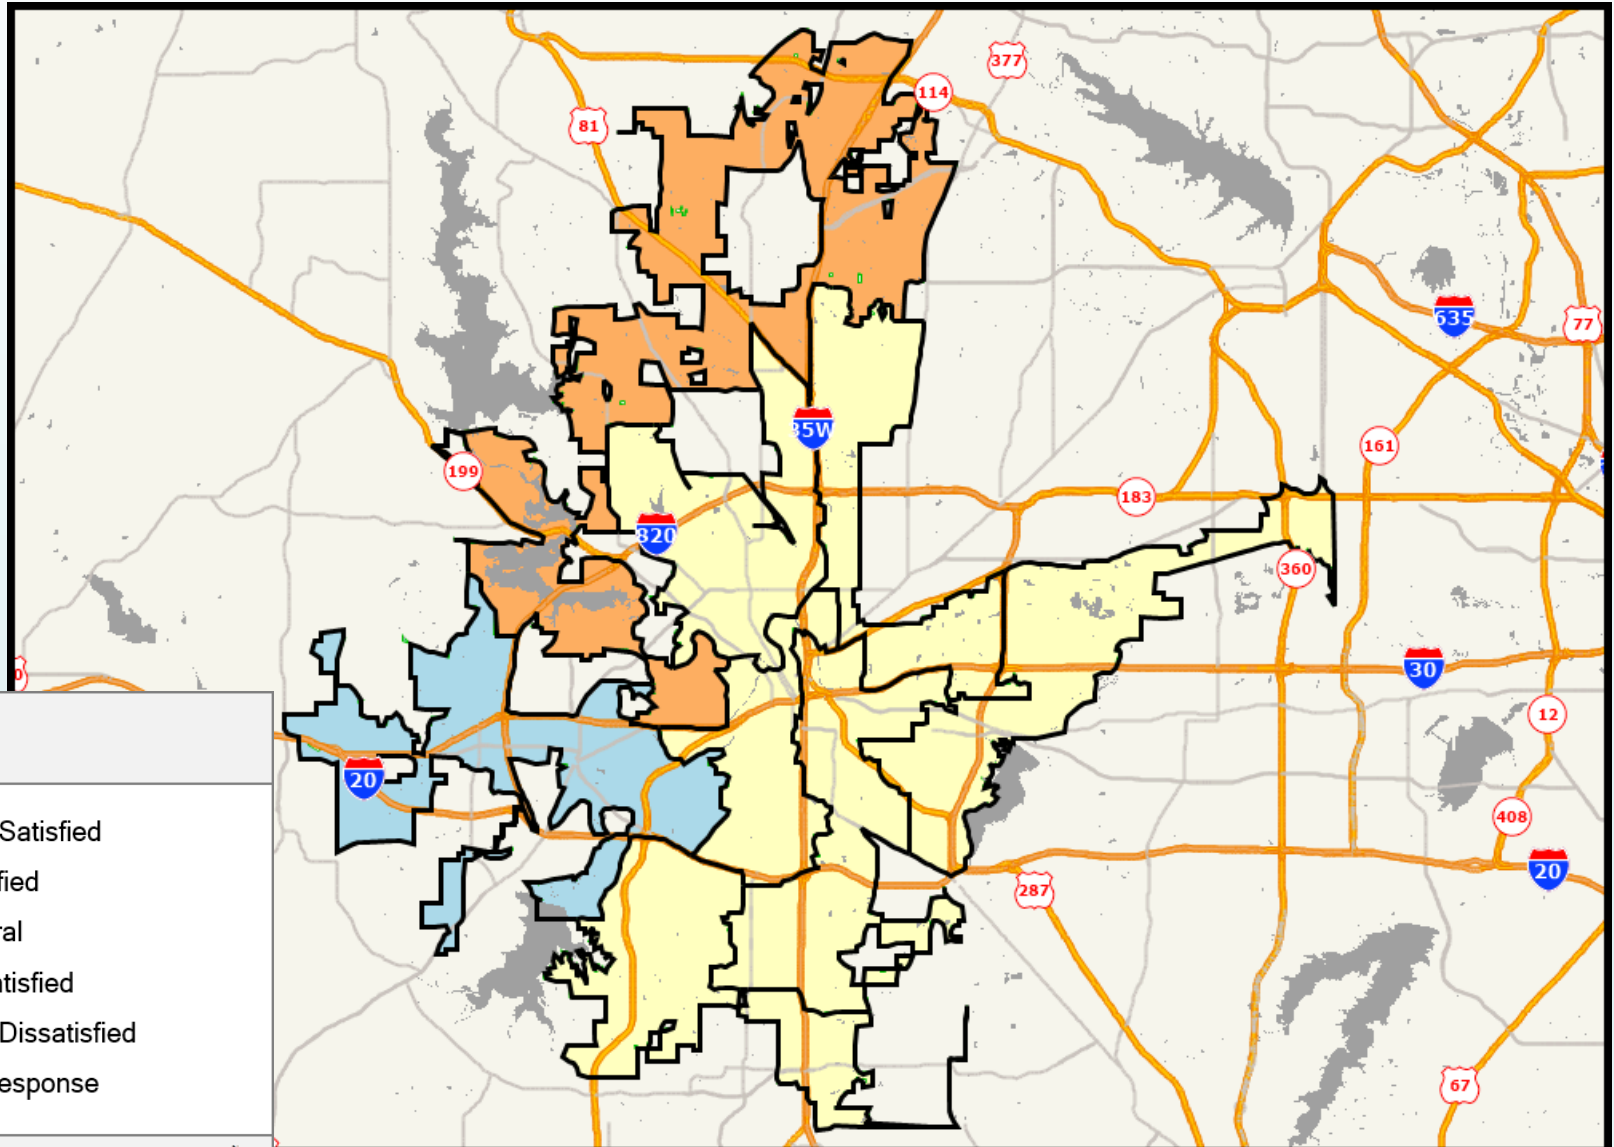 377
114
81
635
77
35W
161
199
183
820
360
30
12
20
408
20
287
67
Satisfied
fied
ral
tisfied
Dissatisfied
esponse